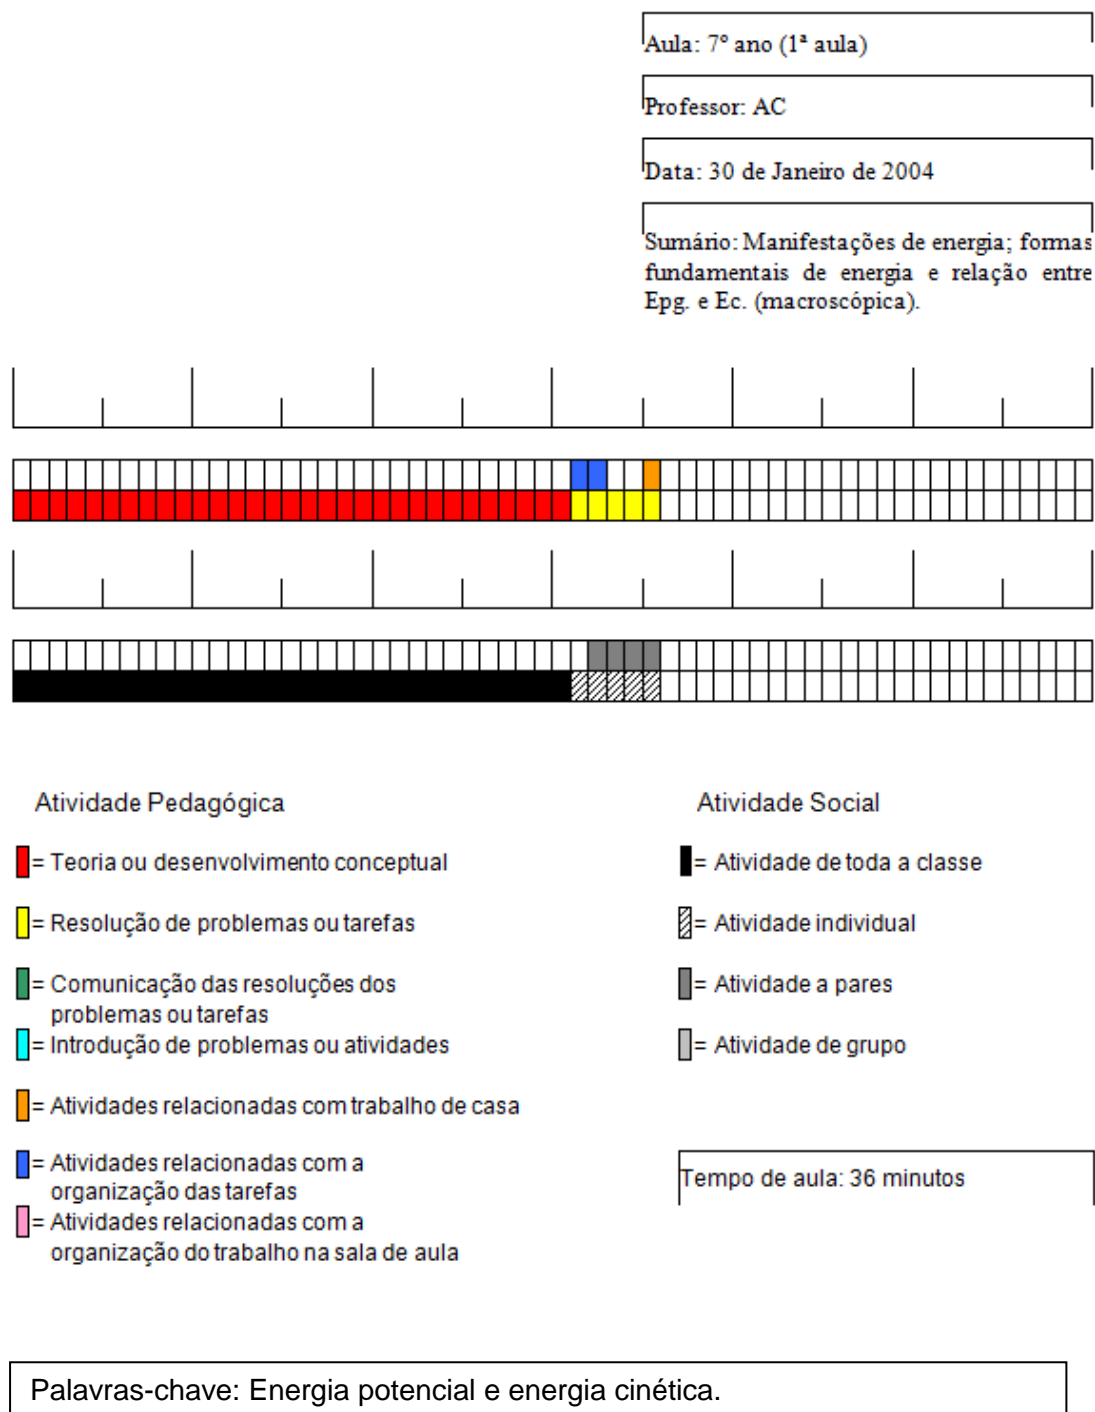 Aula: 7º ano (1ª aula)
Professor: AC
Data: 30 de Janeiro de 2004
Sumário: Manifestações de energia; formas
fundamentais de energia e relação entre
Epg. e Ec. (macroscópica).
Atividade Pedagógica
= Teoria ou desenvolvimento conceptual
= Resolução de problemas ou tarefas
= Comunicação das resoluções dos
problemas ou tarefas
= Introdução de problemas ou atividades
= Atividades relacionadas com trabalho de casa
= Atividades relacionadas com a
organização das tarefas
= Atividades relacionadas com a
organização do trabalho na sala de aula
Atividade Social
= Atividade de toda a classe
= Atividade individual
= Atividade a pares
= Atividade de grupo
Tempo de aula: 36 minutos
Palavras-chave: Energia potencial e energia cinética.